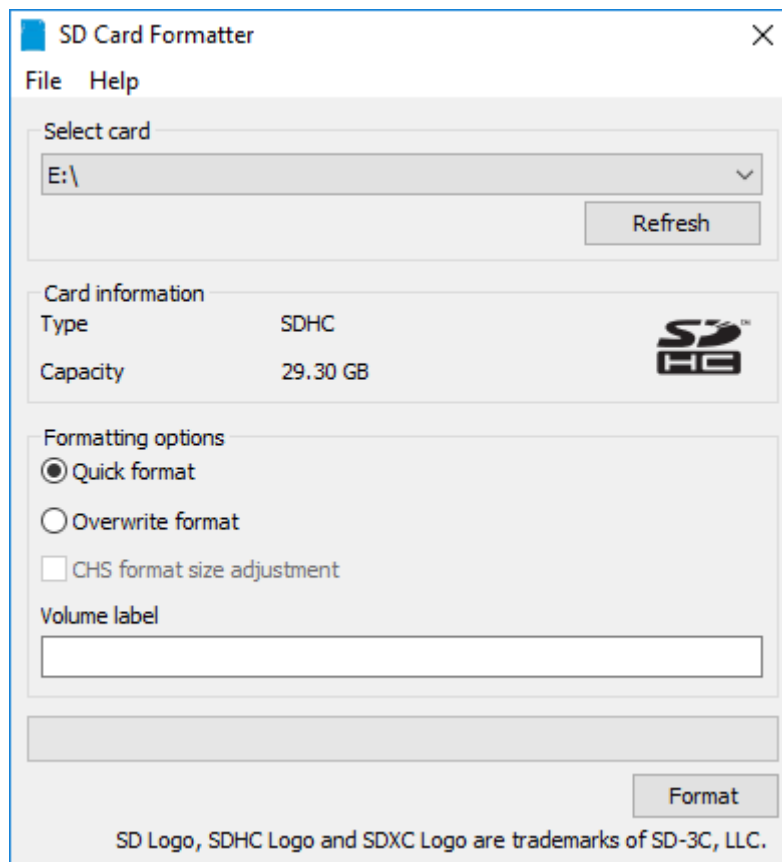 SD Card Formatter
File Help
Select card
E:\
Refresh
Card information
Type SDHC
SD™
HC
Capacity 29.30 GB
Formatting options
Quick format
Overwrite format
CHS format size adjustment
Volume label
Format
SD Logo, SDHC Logo and SDXC Logo are trademarks of SD-3C, LLC.